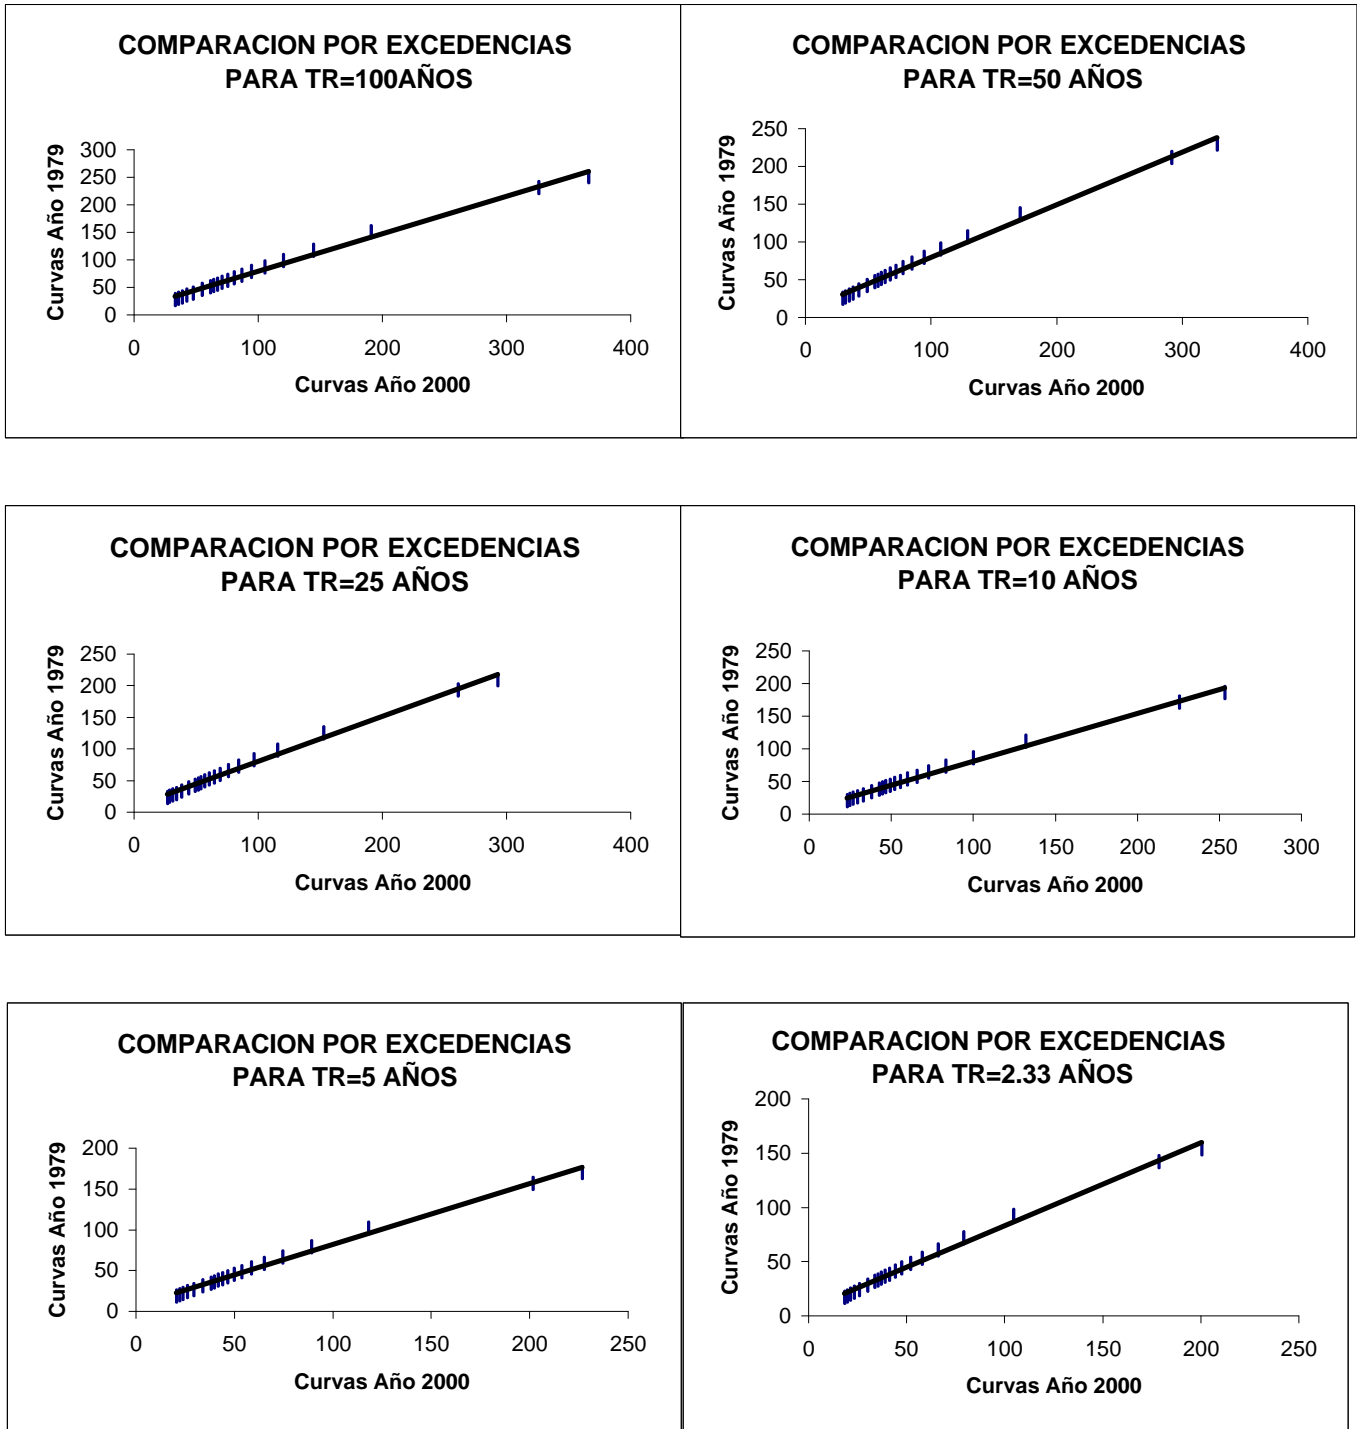 COMPARACION POR EXCEDENCIAS
PARA TR=100AÑOS
Curvas Año 1979
300
250
200
150
100
50
0
0 100 200 300 400
Curvas Año 2000
COMPARACION POR EXCEDENCIAS
PARA TR=50 AÑOS
Curvas Año 1979
250
200
150
100
50
0
0 100 200 300 400
Curvas Año 2000
COMPARACION POR EXCEDENCIAS
PARA TR=25 AÑOS
Curvas Año 1979
250
200
150
100
50
0
0 100 200 300 400
Curvas Año 2000
COMPARACION POR EXCEDENCIAS
PARA TR=10 AÑOS
Curvas Año 1979
250
200
150
100
50
0
0 50 100 150 200 250 300
Curvas Año 2000
COMPARACION POR EXCEDENCIAS
PARA TR=5 AÑOS
Curvas Año 1979
200
150
100
50
0
0 50 100 150 200 250
Curvas Año 2000
COMPARACION POR EXCEDENCIAS
PARA TR=2.33 AÑOS
Curvas Año 1979
200
150
100
50
0
0 50 100 150 200 250
Curvas Año 2000